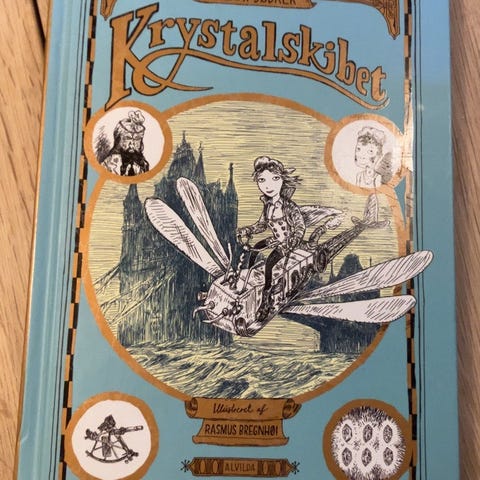 Krystalskibet
Illustreret af
RASMUS BREGNHØI
ALVILDA